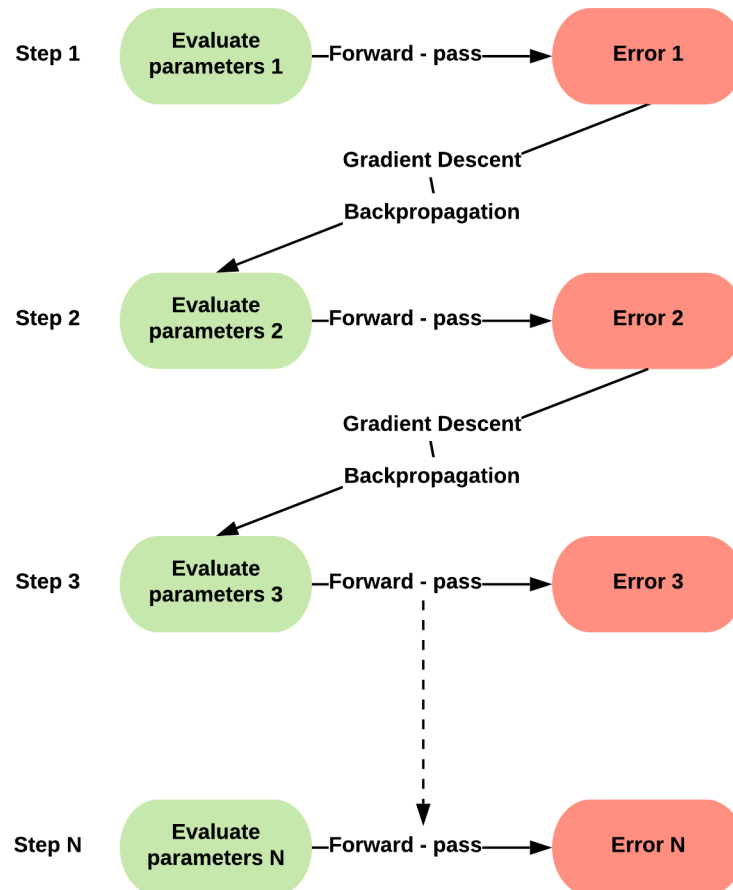 Step 1
Evaluate
parameters 1
Forward - pass
Error 1
Gradient Descent
\
Backpropagation
Step 2
Evaluate
parameters 2
Forward - pass
Error 2
Gradient Descent
\
Backpropagation
Step 3
Evaluate
parameters 3
Forward - pass
Error 3
Step N
Evaluate
parameters N
Forward - pass
Error N